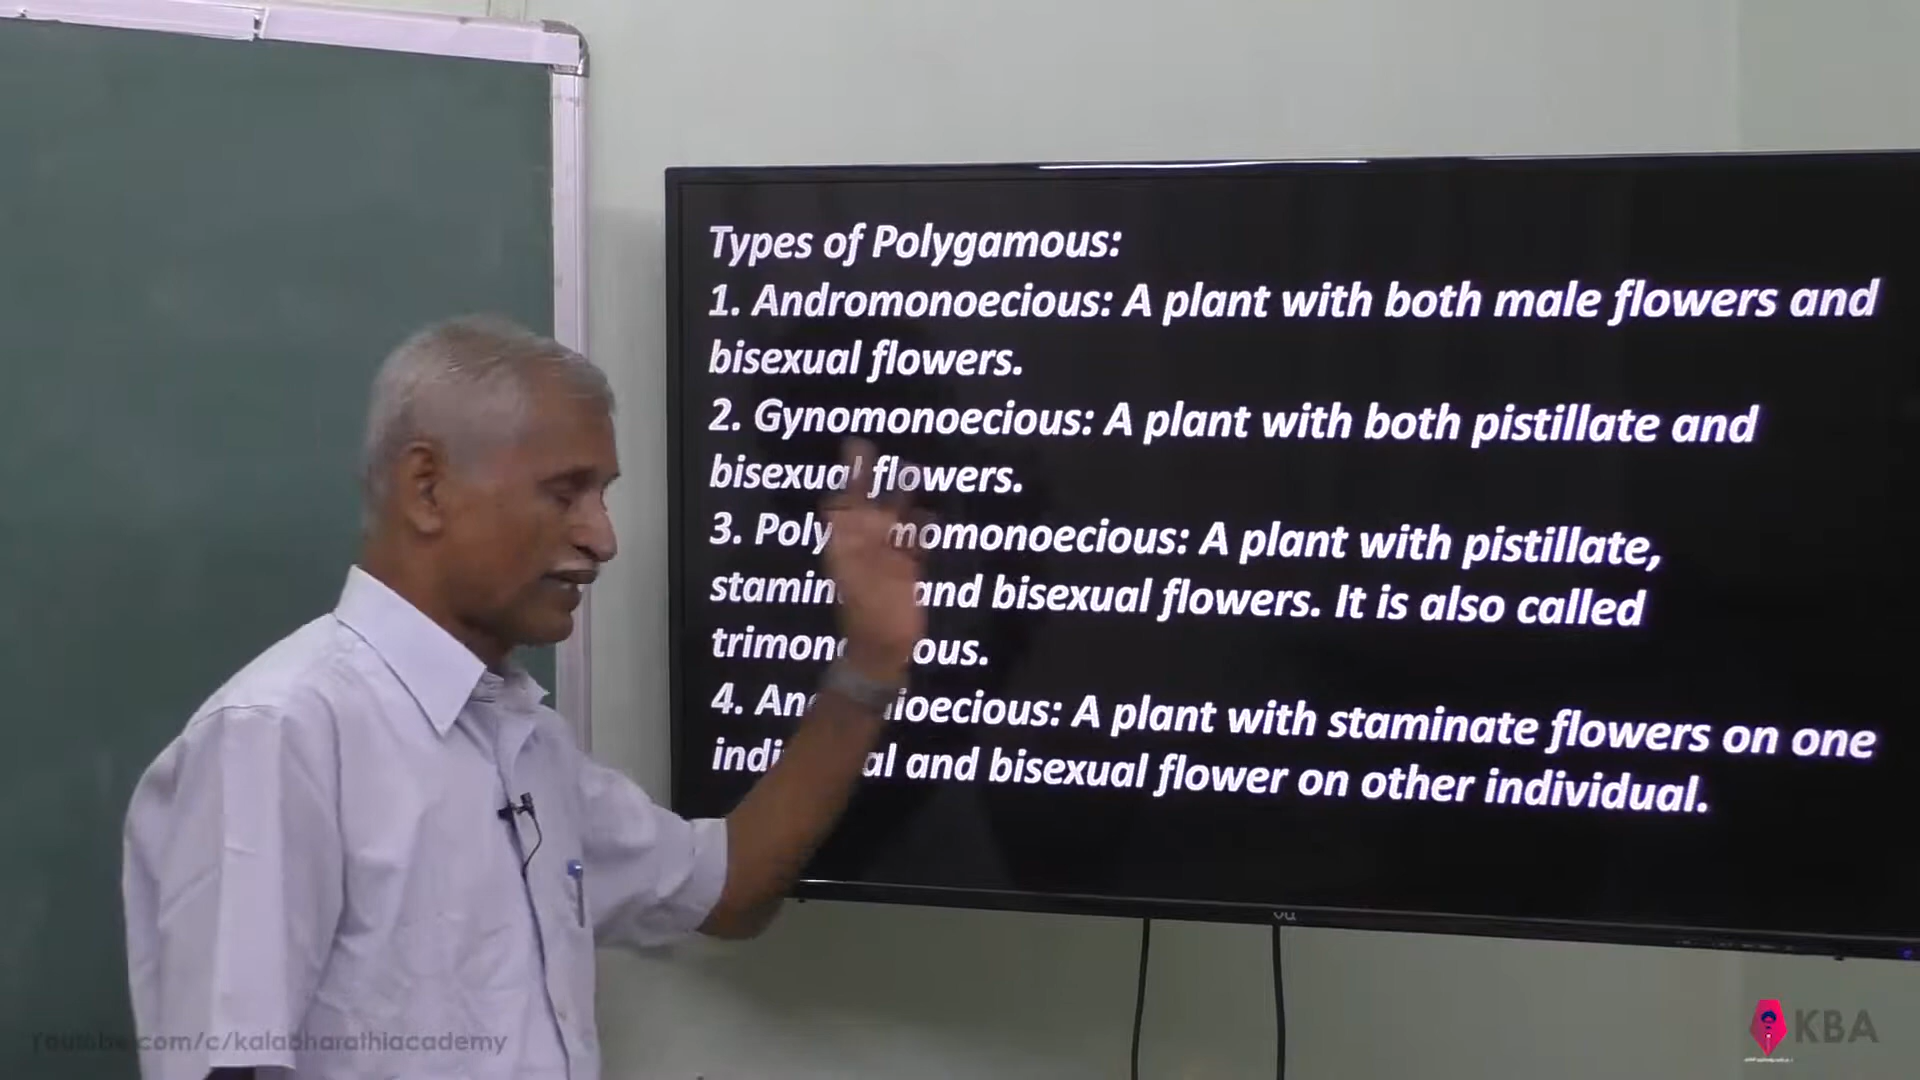 Types of Polygamous:
1. Andromonoecious: A plant with both male flowers and
bisexual flowers.
2. Gynomonoecious: A plant with both pistillate and
bisexual flowers.
3. A plant with pistillate,
and bisexual flowers. It is also called
4. A plant with staminate flowers on one
and bisexual flower on other individual.
vu
Youtube.com/c/kalabharathiacademy
KBA